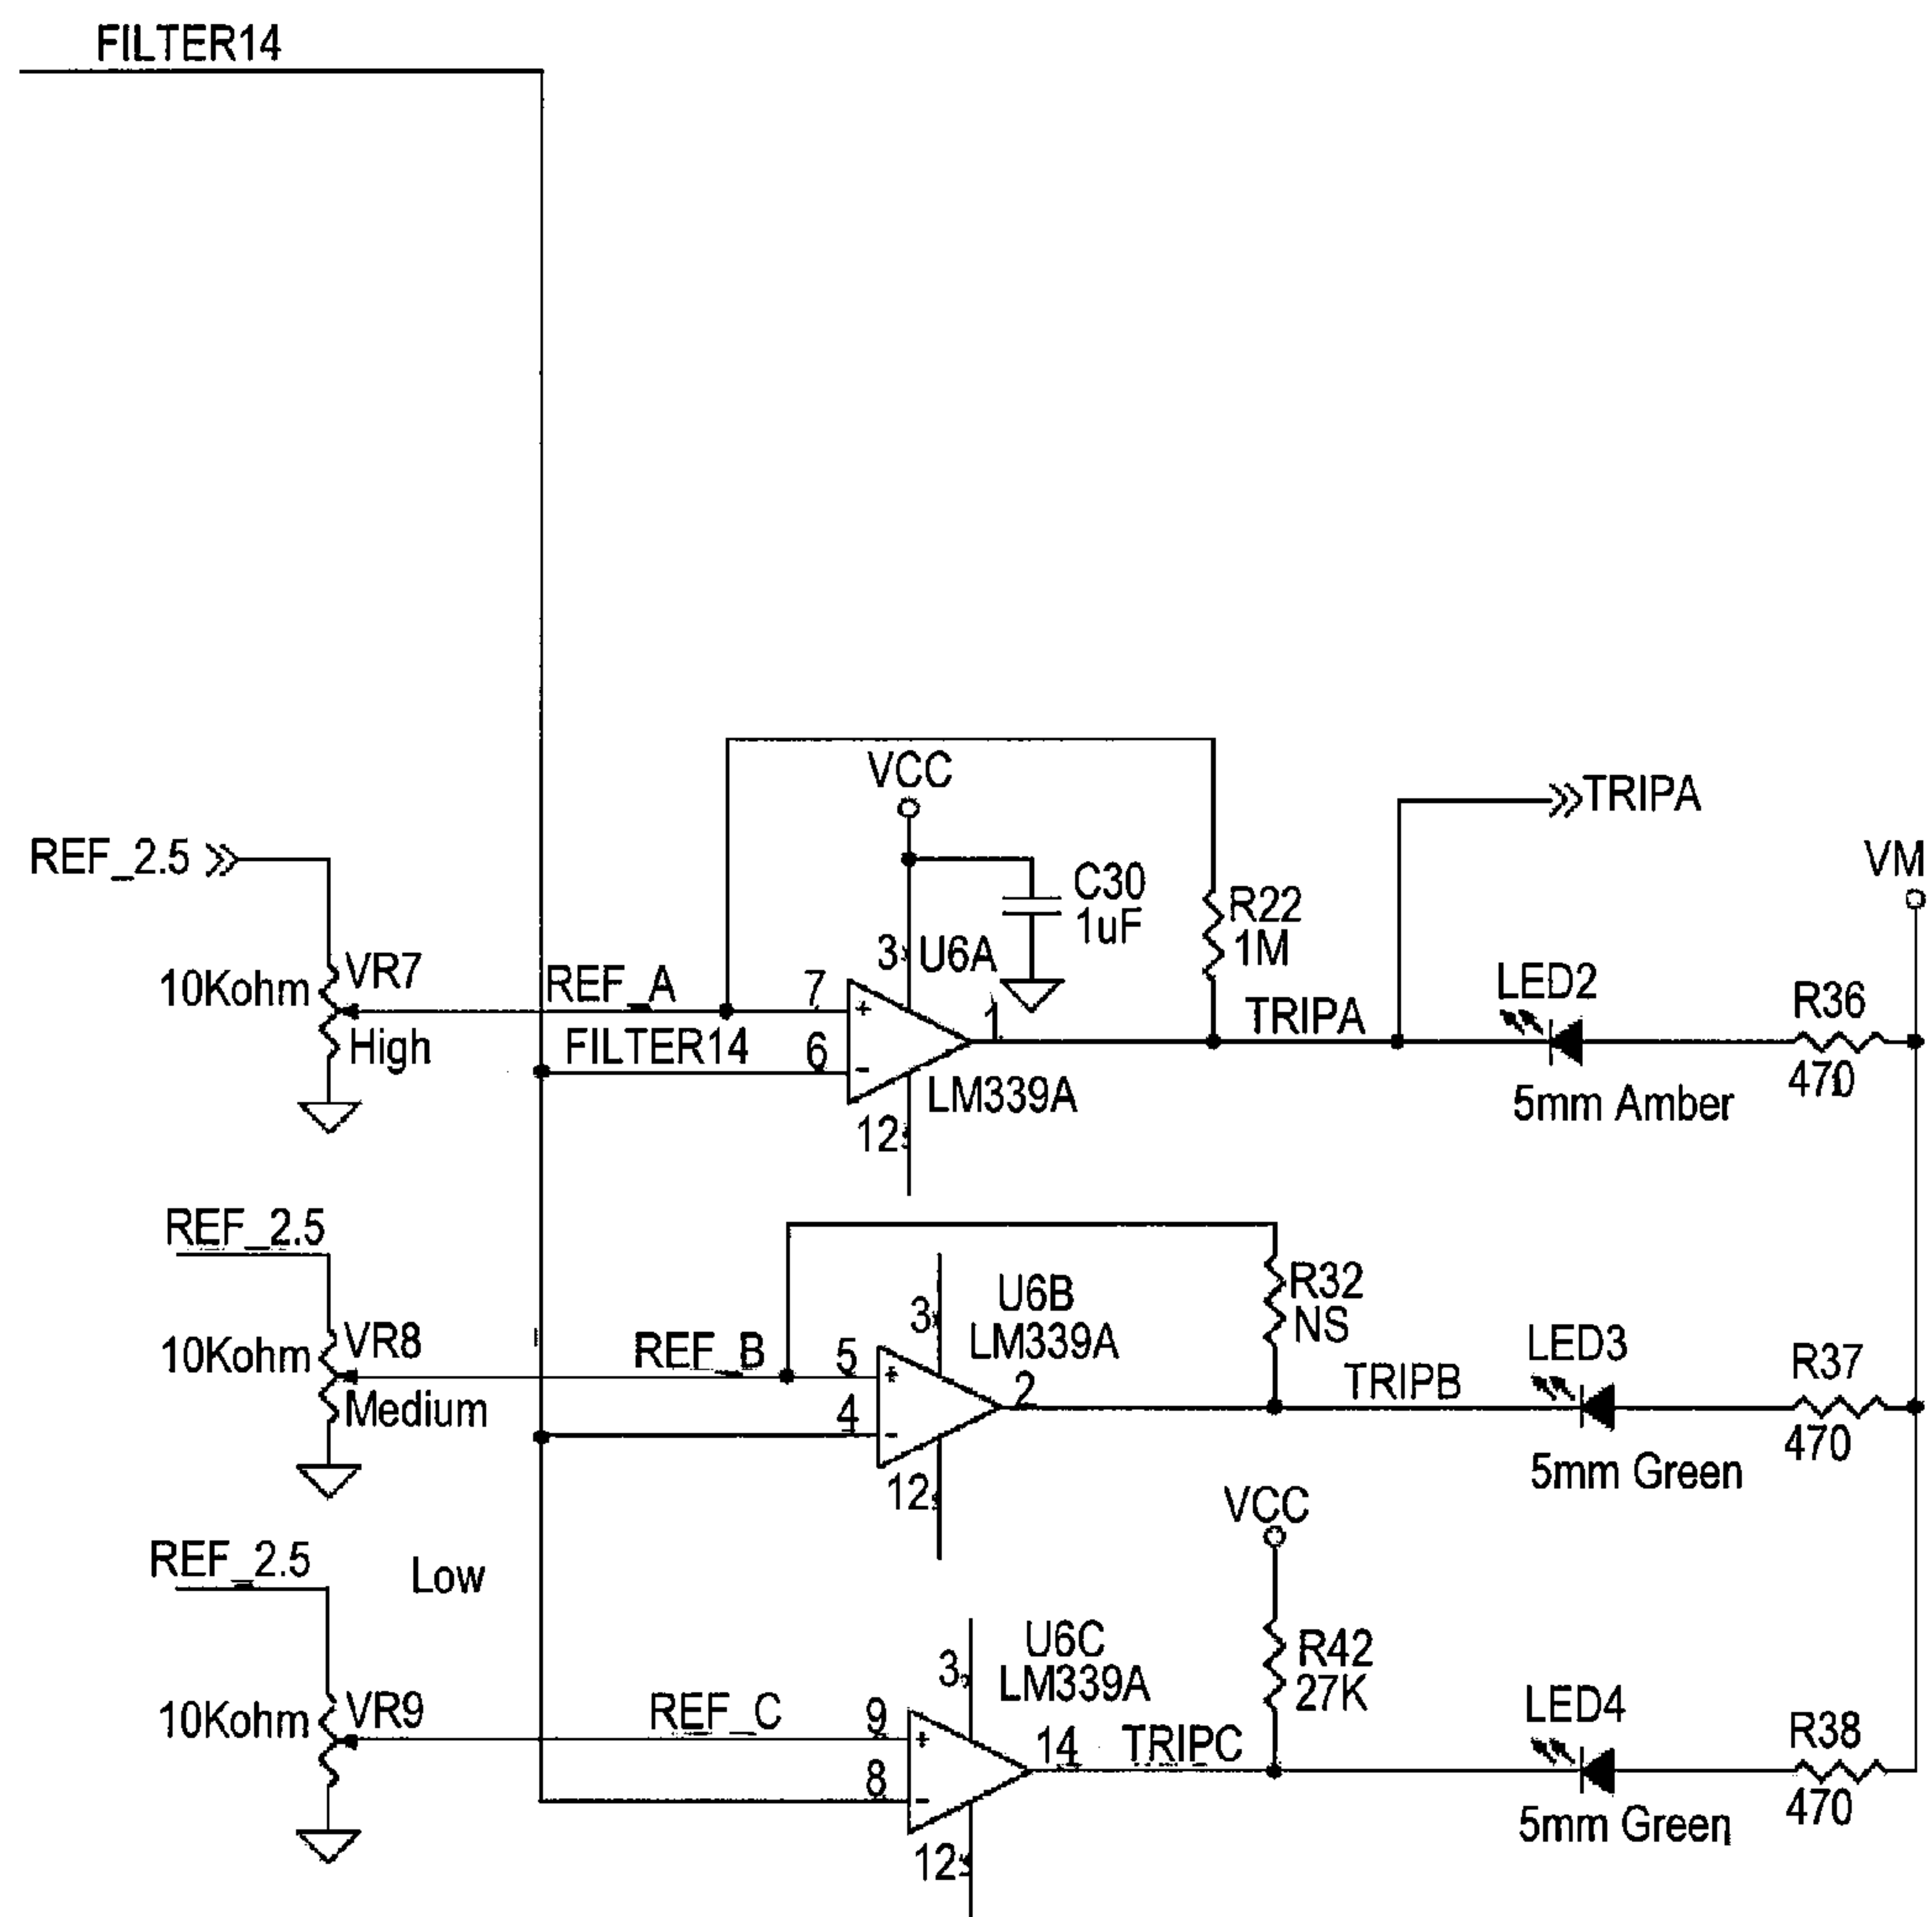 FILTER14
VCC
TRIPA
REF_2.5
VM
C30
1uF
R22
1M
3
U6A
VR7
10Kohm
High
REF_A
7
FILTER14
6
1
LM339A
12
TRIPA
LED2
5mm Amber
R36
470
REF_2.5
VR8
10Kohm
Medium
REF_B
5
4
3
U6B
LM339A
2
12
R32
NS
TRIPB
LED3
5mm Green
R37
470
VCC
REF_2.5
Low
VR9
10Kohm
REF_C
9
8
3
U6C
LM339A
14
12
TRIPC
R42
27K
LED4
5mm Green
R38
470